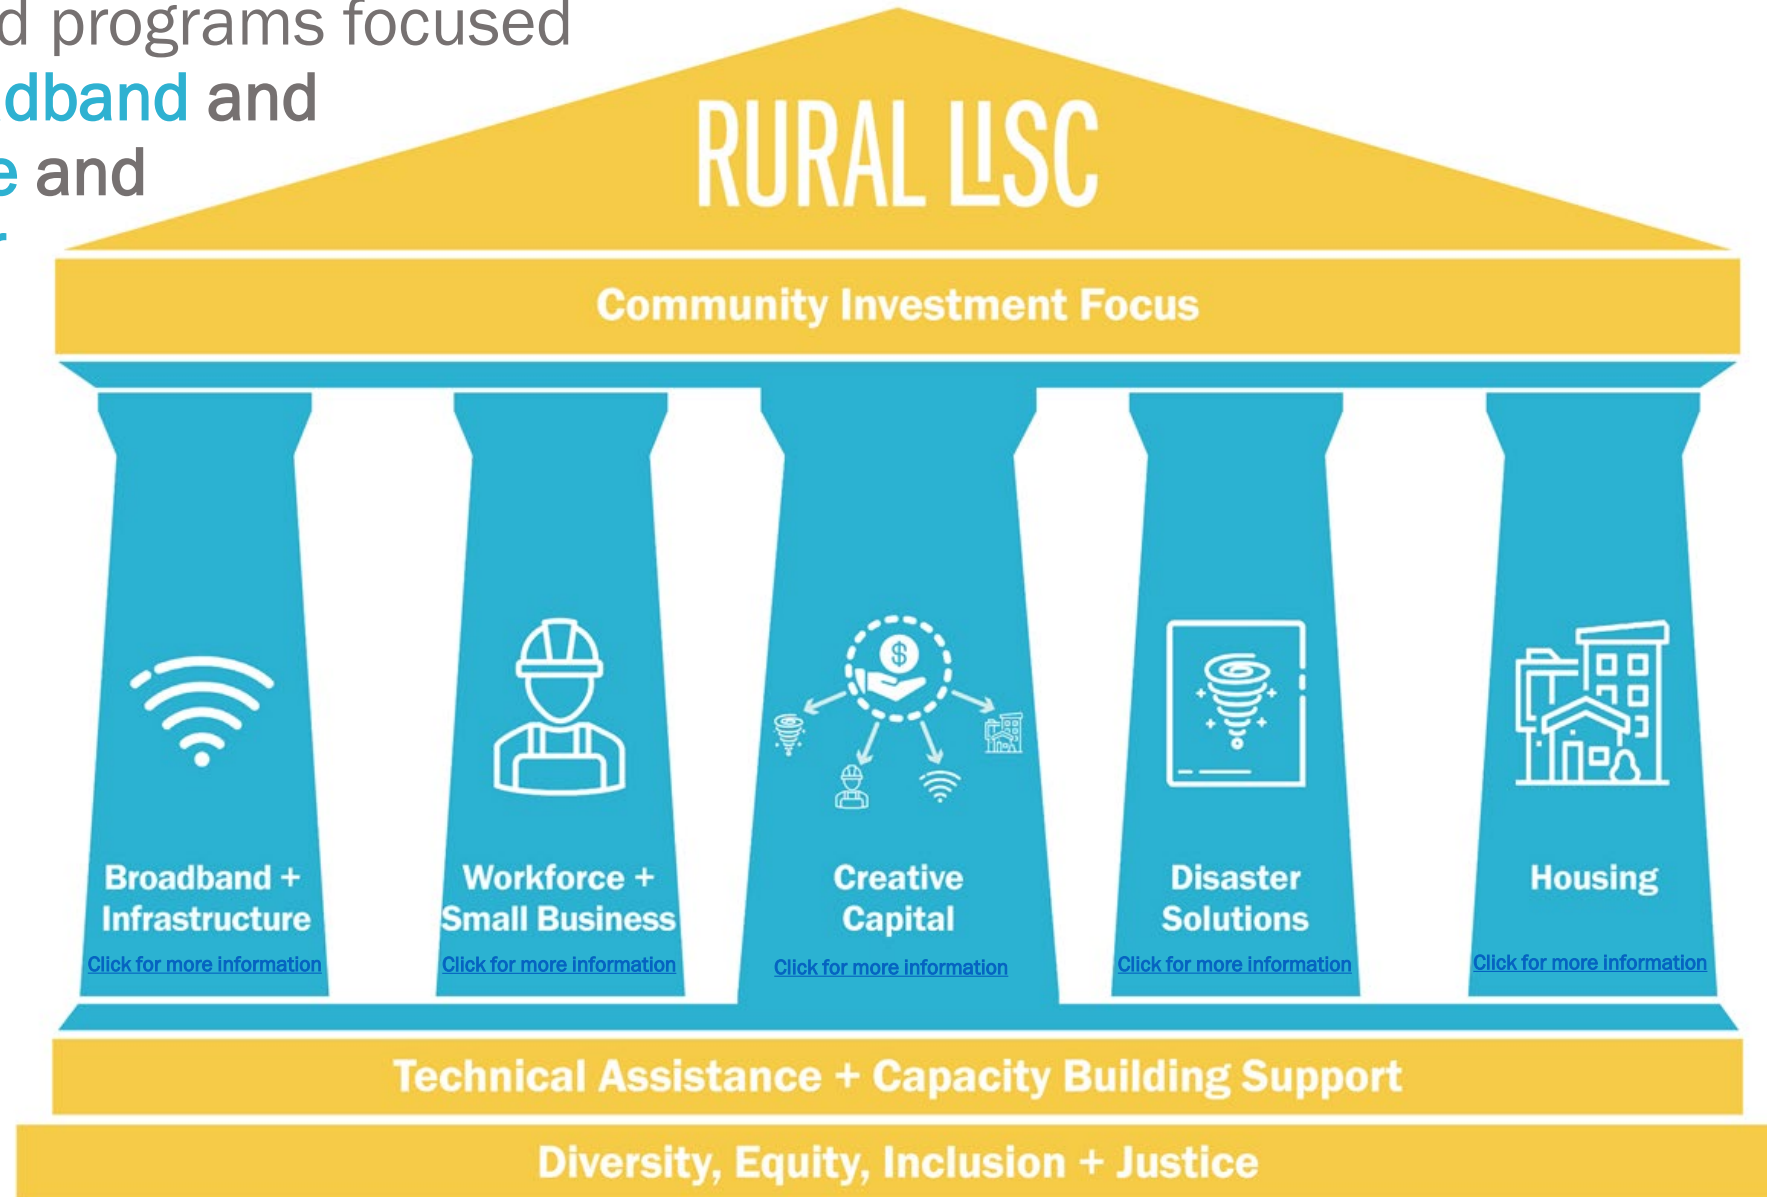 d programs focused
dband and
e and
RURAL LISC
Community Investment Focus
Broadband +
Infrastructure
Click for more information
Workforce +
Small Business
Click for more information
$
Creative
Capital
Click for more information
Disaster
Solutions
Click for more information
Housing
Click for more information
Technical Assistance + Capacity Building Support
Diversity, Equity, Inclusion + Justice